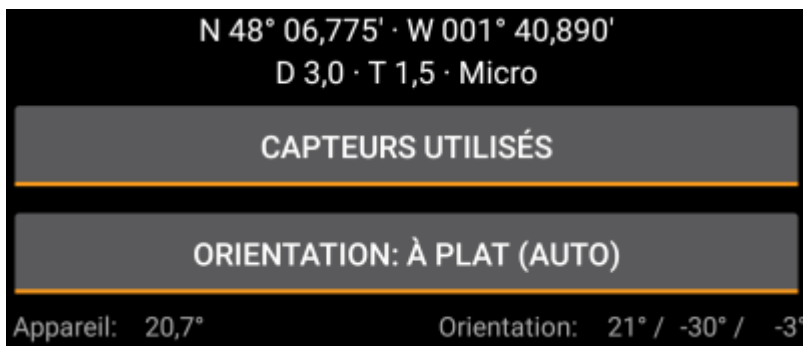 N 48° 06,775' · W 001° 40,890'
D 3,0 · T 1,5 · Micro
CAPTEURS UTILISÉS
ORIENTATION: À PLAT (AUTO)
Appareil: 20,7° Orientation: 21° / -30° / -3°